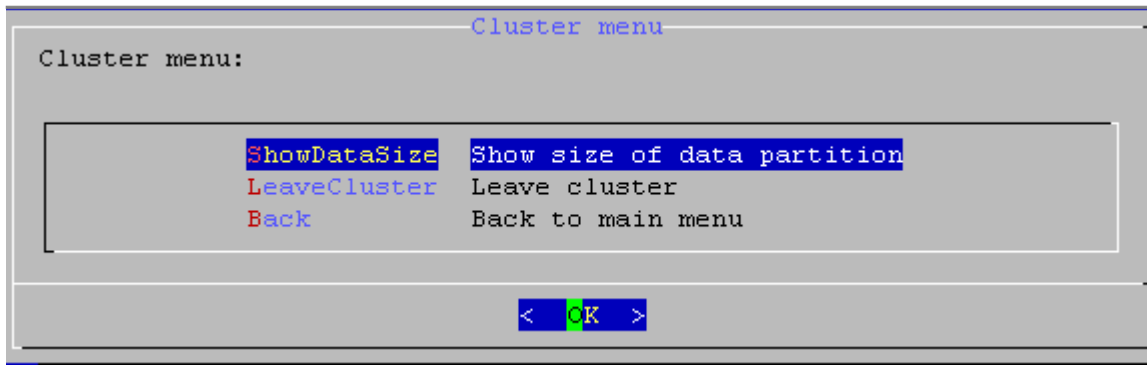 Cluster menu
Cluster menu:
ShowDataSize Show size of data partition
LeaveCluster Leave cluster
Back Back to main menu
< OK >